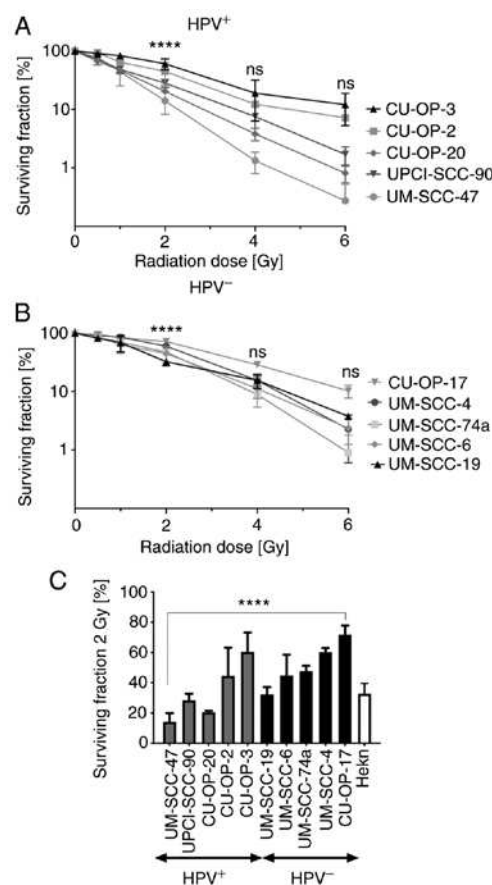 A
HPV+
Surviving fraction [%]
100
10
1
****
ns
ns
CU-OP-3
CU-OP-2
CU-OP-20
UPCI-SCC-90
UM-SCC-47
0
2
4
6
Radiation dose [Gy]
HPV−
B
Surviving fraction [%]
100
10
1
****
ns
ns
CU-OP-17
UM-SCC-4
UM-SCC-74a
UM-SCC-6
UM-SCC-19
0
2
4
6
Radiation dose [Gy]
C
Surviving fraction 2 Gy [%]
100
80
60
40
20
0
****
UM-SCC-47
UPCI-SCC-90
CU-OP-20
CU-OP-2
CU-OP-3
UM-SCC-19
UM-SCC-6
UM-SCC-74a
UM-SCC-4
CU-OP-17
Hekn
HPV+
HPV−